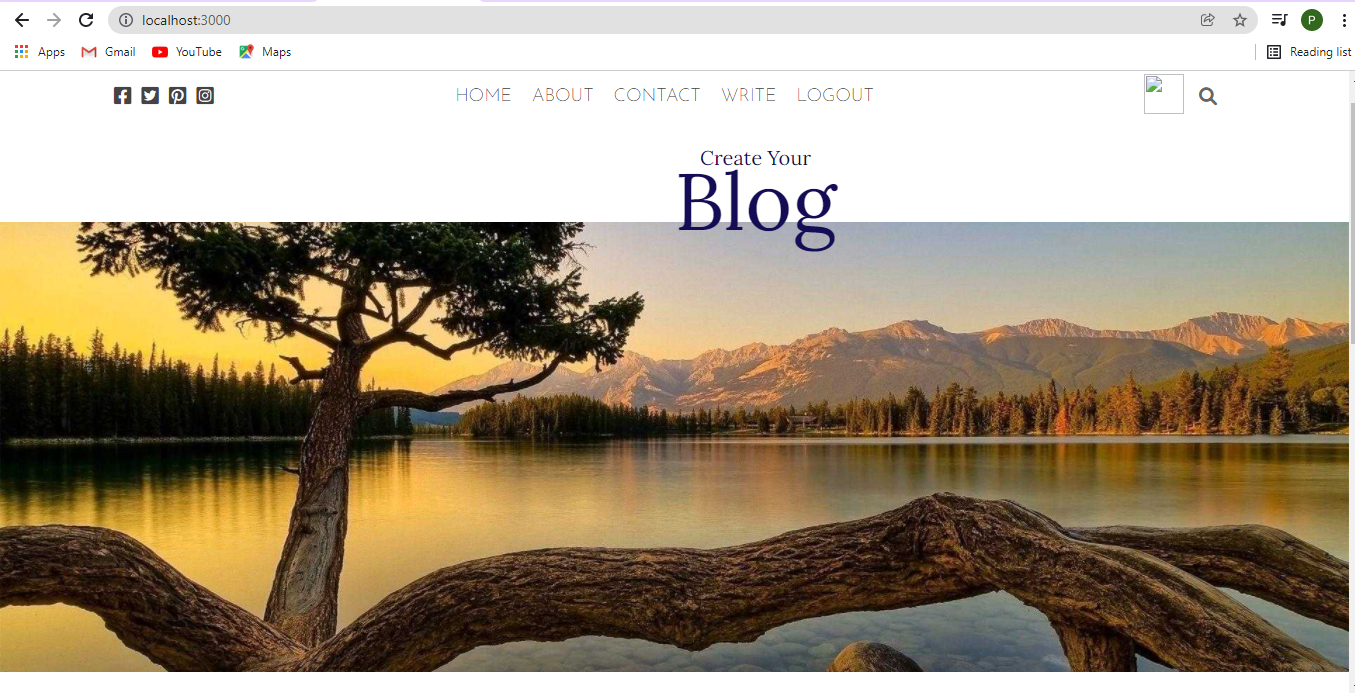 localhost:3000
P
Apps
Gmail
YouTube
Maps
Reading list
HOME
ABOUT
CONTACT
WRITE
LOGOUT
Create Your
Blog